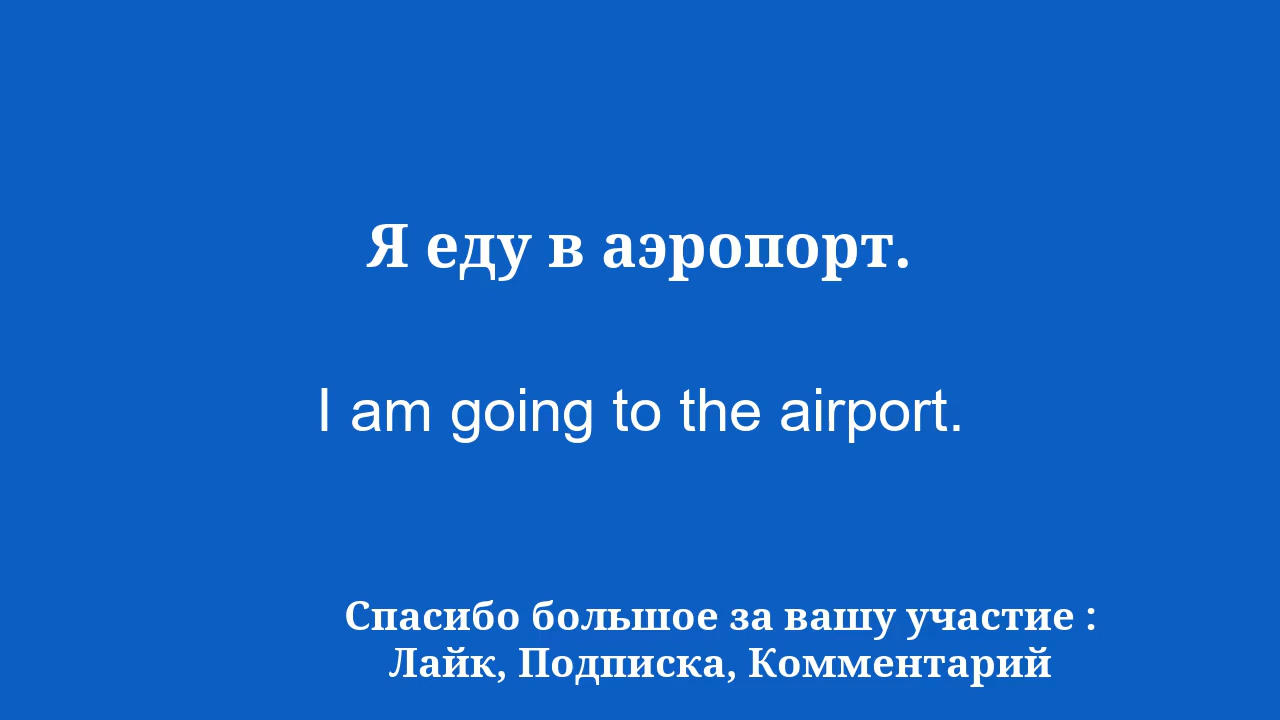 Я еду в аэропорт.
I am going to the airport.
Спасибо большое за вашу участие :
Лайк, Подписка, Комментарий